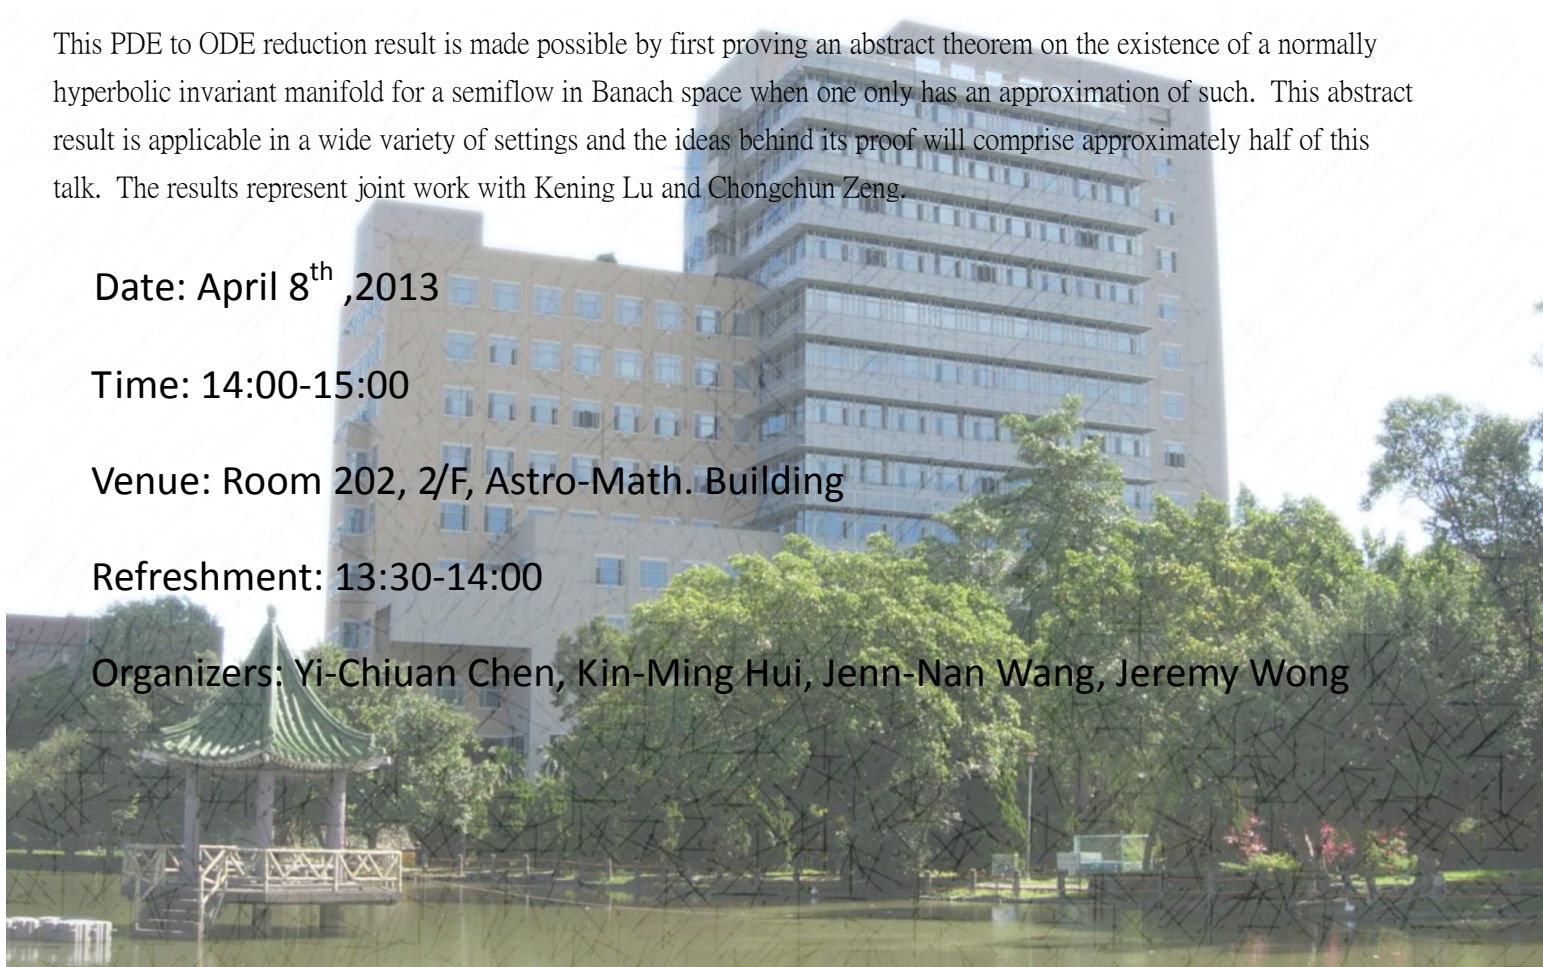 This PDE to ODE reduction result is made possible by first proving an abstract theorem on the existence of a normally
hyperbolic invariant manifold for a semiflow in Banach space when one only has an approximation of such. This abstract
result is applicable in a wide variety of settings and the ideas behind its proof will comprise approximately half of this
talk. The results represent joint work with Kening Lu and Chongchun Zeng.
Date: April 8th ,2013
Time: 14:00-15:00
Venue: Room 202, 2/F, Astro-Math. Building
Refreshment: 13:30-14:00
Organizers: Yi-Chiuan Chen, Kin-Ming Hui, Jenn-Nan Wang, Jeremy Wong